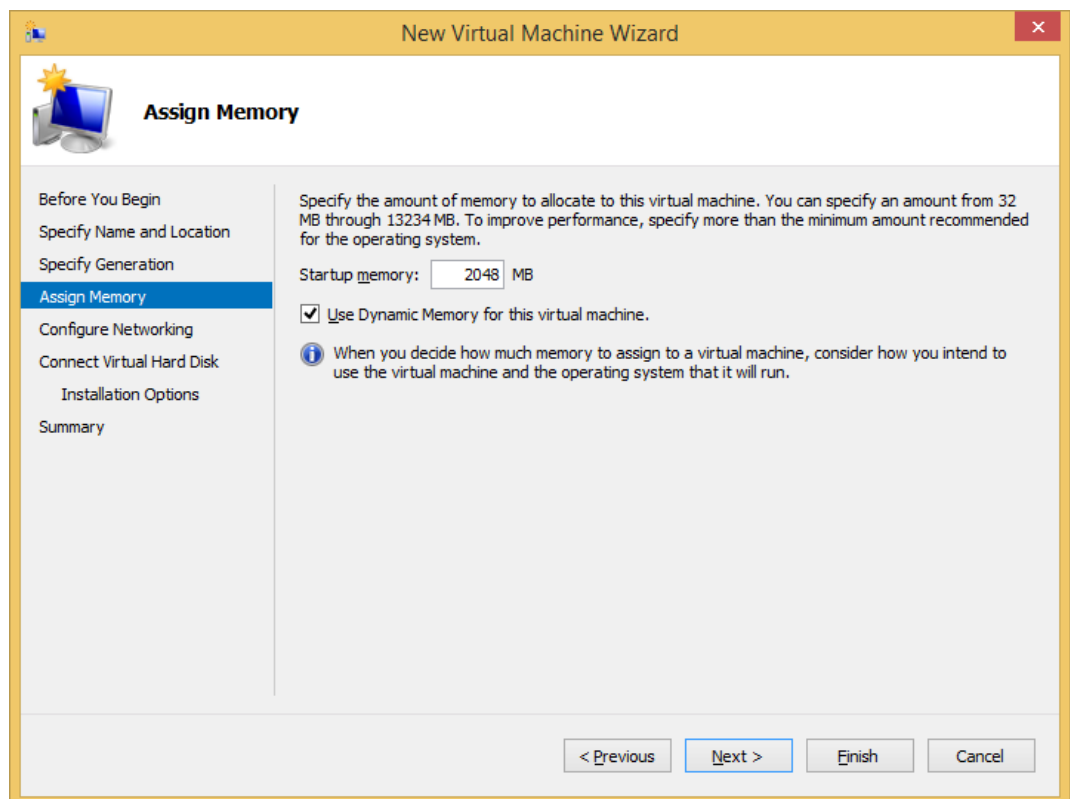 New Virtual Machine Wizard
Assign Memory
Before You Begin
Specify Name and Location
Specify Generation
Assign Memory
Configure Networking
Connect Virtual Hard Disk
Installation Options
Summary
Specify the amount of memory to allocate to this virtual machine. You can specify an amount from 32
MB through 13234 MB. To improve performance, specify more than the minimum amount recommended
for the operating system.
Startup memory: 2048 MB
Use Dynamic Memory for this virtual machine.
When you decide how much memory to assign to a virtual machine, consider how you intend to
use the virtual machine and the operating system that it will run.
< Previous Next > Finish Cancel